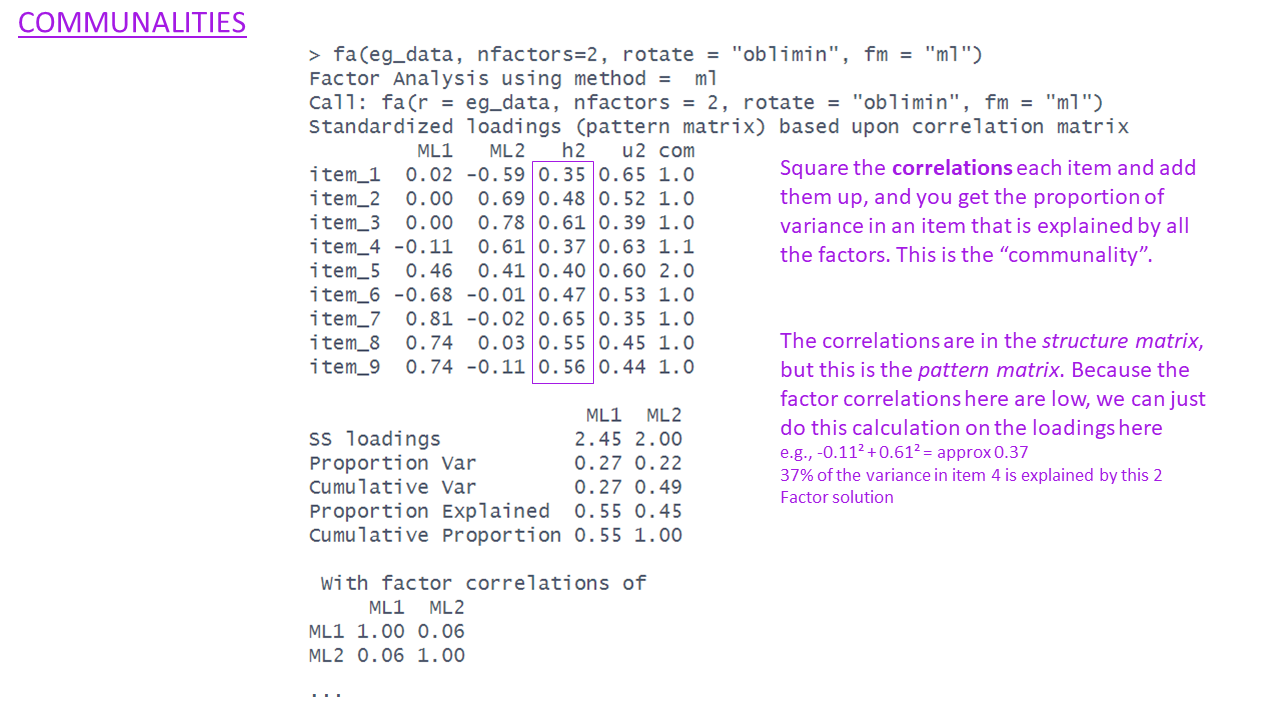 COMMUNALITIES
> fa(eg_data, nfactors=2, rotate = "oblimin", fm = "ml")
Factor Analysis using method =  ml
Call: fa(r = eg_data, nfactors = 2, rotate = "oblimin", fm = "ml")
Standardized loadings (pattern matrix) based upon correlation matrix
ML1   ML2   h2   u2 com
item_1  0.02 -0.59 0.35 0.65 1.0
item_2  0.00  0.69 0.48 0.52 1.0
item_3  0.00  0.78 0.61 0.39 1.0
item_4 -0.11  0.61 0.37 0.63 1.1
item_5  0.46  0.41 0.40 0.60 2.0
item_6 -0.68 -0.01 0.47 0.53 1.0
item_7  0.81 -0.02 0.65 0.35 1.0
item_8  0.74  0.03 0.55 0.45 1.0
item_9  0.74 -0.11 0.56 0.44 1.0
ML1  ML2
SS loadings           2.45 2.00
Proportion Var        0.27 0.22
Cumulative Var        0.27 0.49
Proportion Explained  0.55 0.45
Cumulative Proportion 0.55 1.00
With factor correlations of
ML1  ML2
ML1 1.00 0.06
ML2 0.06 1.00
...
Square the correlations each item and add
them up, and you get the proportion of
variance in an item that is explained by all
the factors. This is the “communality”.
The correlations are in the structure matrix,
but this is the pattern matrix. Because the
factor correlations here are low, we can just
do this calculation on the loadings here
e.g., -0.11² + 0.61² = approx 0.37
37% of the variance in item 4 is explained by this 2
Factor solution